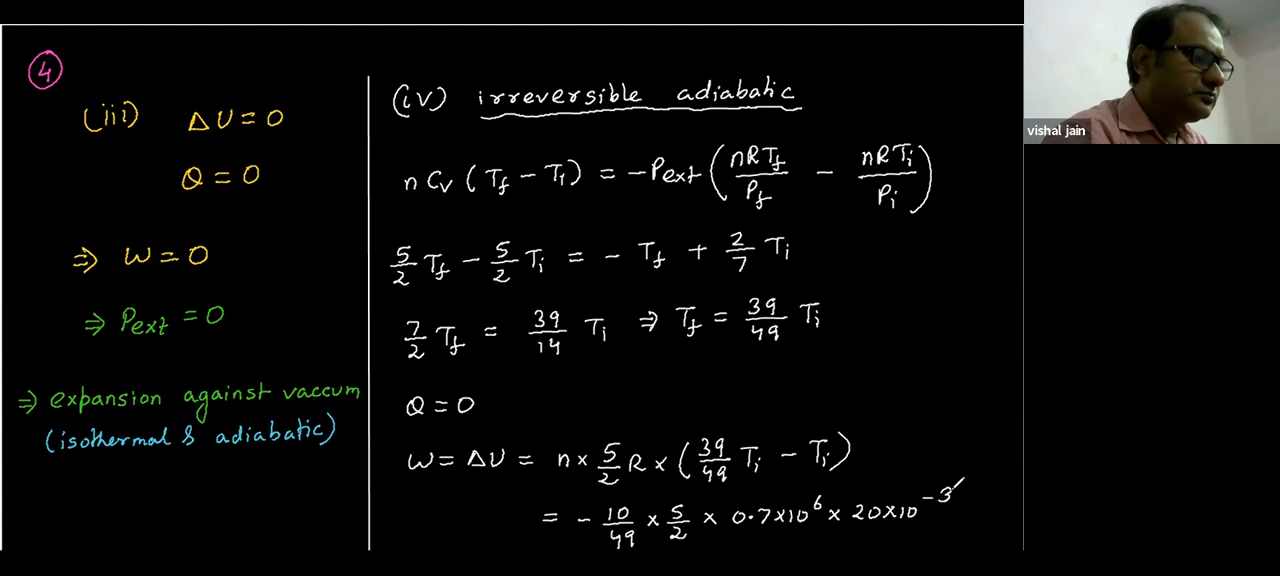 4
(iii) ΔU = 0
Q = 0
⇒ W = 0
⇒ Pext = 0
⇒ expansion against vaccum
(isothermal & adiabatic)
(iv) irreversible adiabatic
nCv (Tf - Ti) = - Pext (nRTf/Pf - nRTi/Pi)
5/2 Tf - 5/2 Ti = - Tf + 2/7 Ti
7/2 Tf = 39/14 Ti ⇒ Tf = 39/49 Ti
Q = 0
W = ΔU = n × 5/2 R × (39/49 Ti - Ti)
= - 10/49 × 5/2 × 0.7×10^6 × 20×10^-3
vishal jain